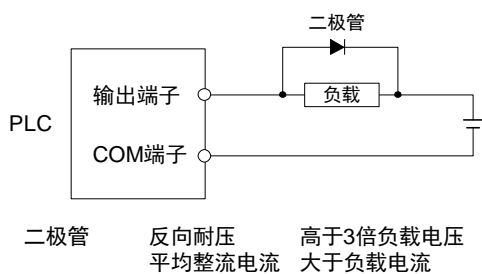 二极管
输出端子
负载
PLC
COM端子
二极管 反向耐压 高于3倍负载电压
平均整流电流 大于负载电流